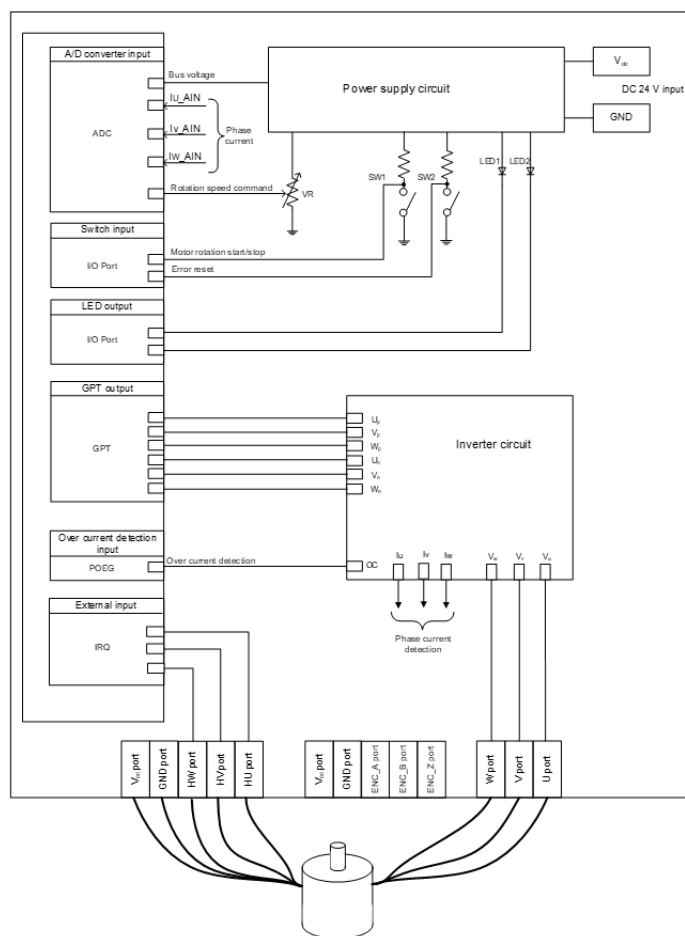 A/D converter input
ADC
Bus voltage
IU_AIN
IV_AIN
IW_AIN
Phase
current
Rotation speed command
VR
Power supply circuit
Vdc
DC 24 V input
GND
SW1
SW2
LED1
LED2
Switch input
I/O Port
Motor rotation start/stop
Error reset
LED output
I/O Port
GPT output
GPT
Inverter circuit
Up
Vp
Wp
Un
Vn
Wn
Over current detection
input
POEG
Over current detection
OC
Iu
Iv
Iw
Vw
Vv
Vu
Phase current
detection
External input
IRQ
Vcc port
GND port
HW port
HV port
HU port
Vcc port
GND port
ENC_A port
ENC_B port
ENC_Z port
W port
V port
U port